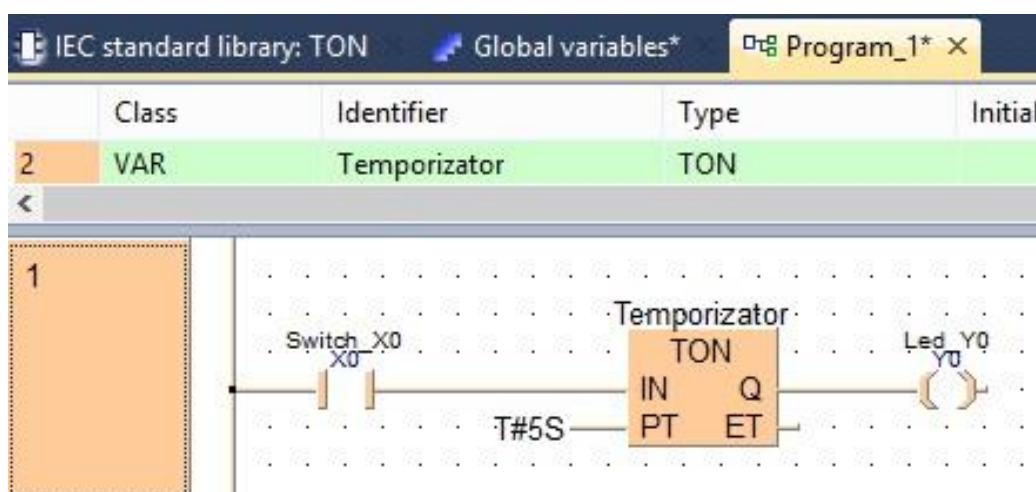 IEC standard library: TON × Global variables* × Program_1* ×
Class Identifier Type Initial
2 VAR Temporizator TON
1
Temporizator
Switch_X0 TON Led_Y0
X0 Y0
IN Q
T#5S PT ET